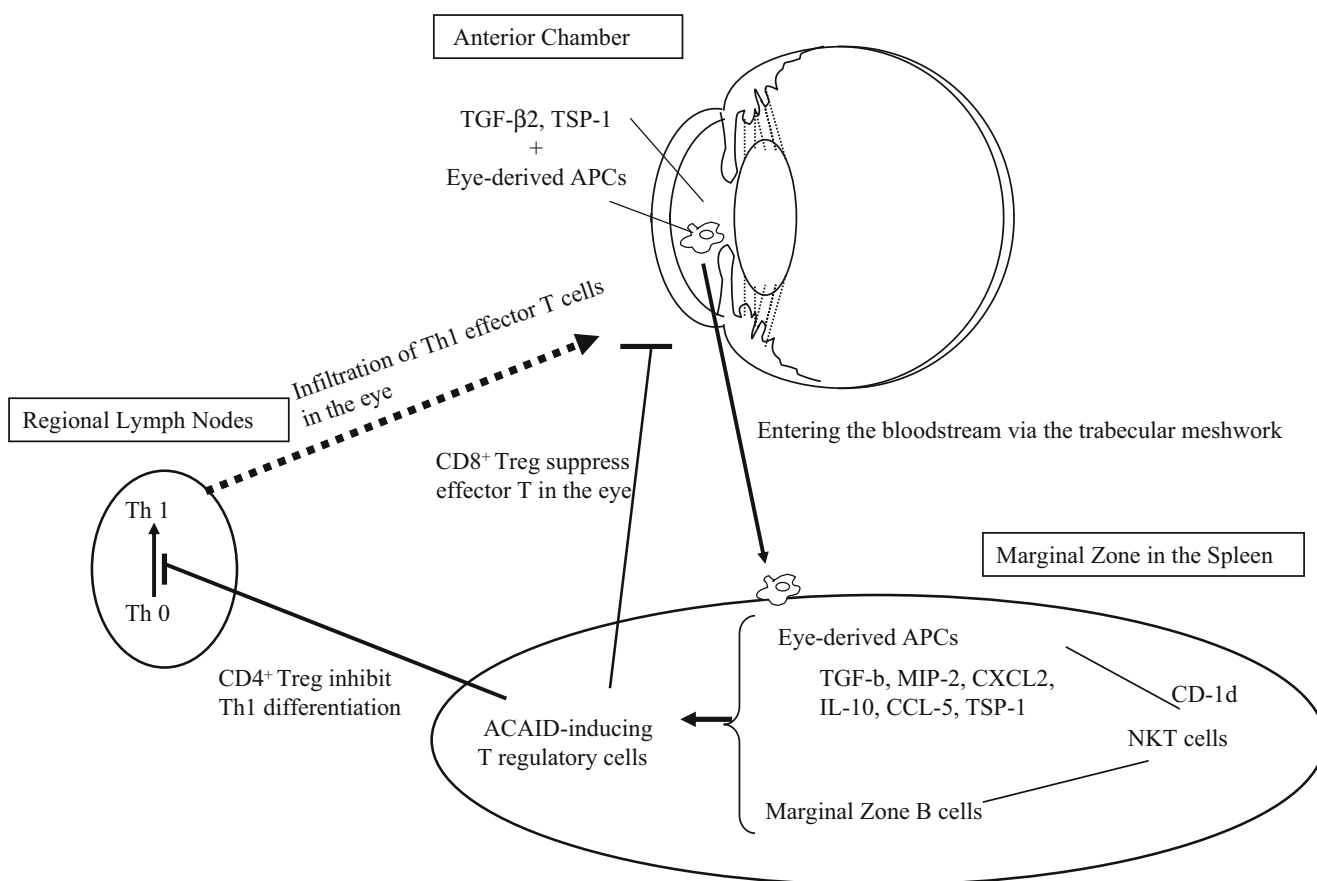 Anterior Chamber
TGF-β2, TSP-1
+
Eye-derived APCs
Infiltration of Th1 effector T cells
in the eye
Regional Lymph Nodes
Entering the bloodstream via the trabecular meshwork
CD8+ Treg suppress
effector T in the eye
Th 1
Th 0
Marginal Zone in the Spleen
CD4+ Treg inhibit
Th1 differentiation
Eye-derived APCs
TGF-b, MIP-2, CXCL2,
IL-10, CCL-5, TSP-1
CD-1d
NKT cells
ACAID-inducing
T regulatory cells
Marginal Zone B cells